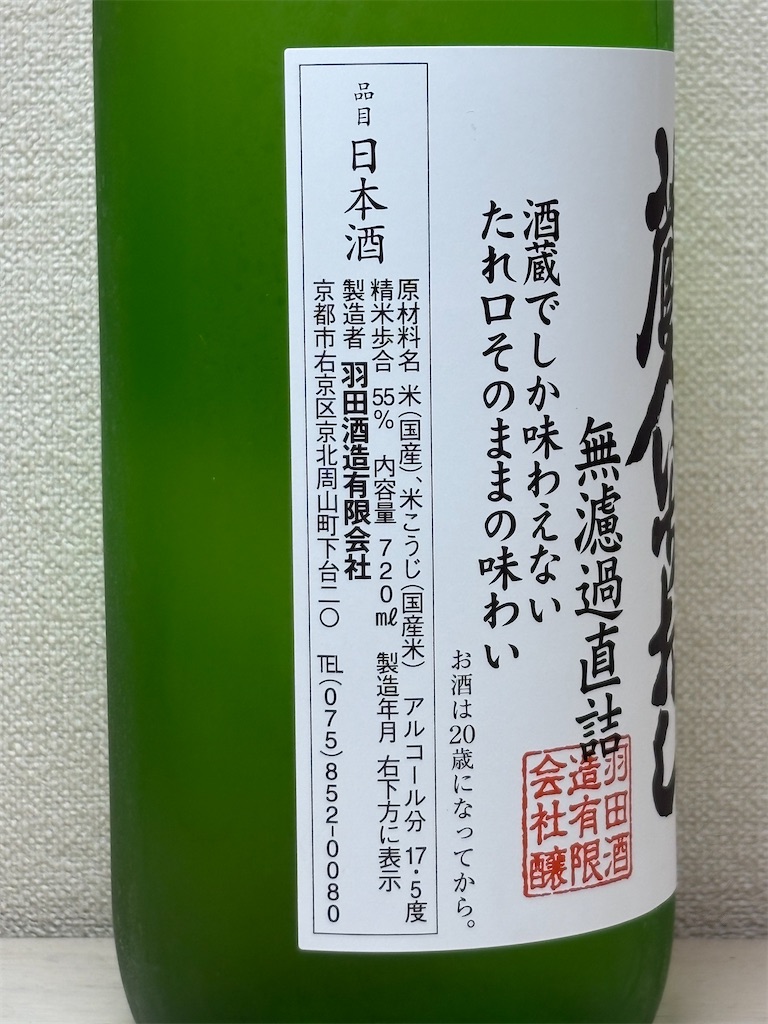 無濾過直詰
酒蔵でしか味わえない
たれ口そのままの味わい
羽田酒
造有限
会社醸
お酒は20歳になってから。
品目 日本酒
原材料名 米(国産)、米こうじ(国産米) アルコール分 17・5度
精米歩合 55% 内容量 720㎖ 製造年月 右下方に表示
製造者 羽田酒造有限会社
京都市右京区京北周山町下台二〇 TEL(075)852-0080